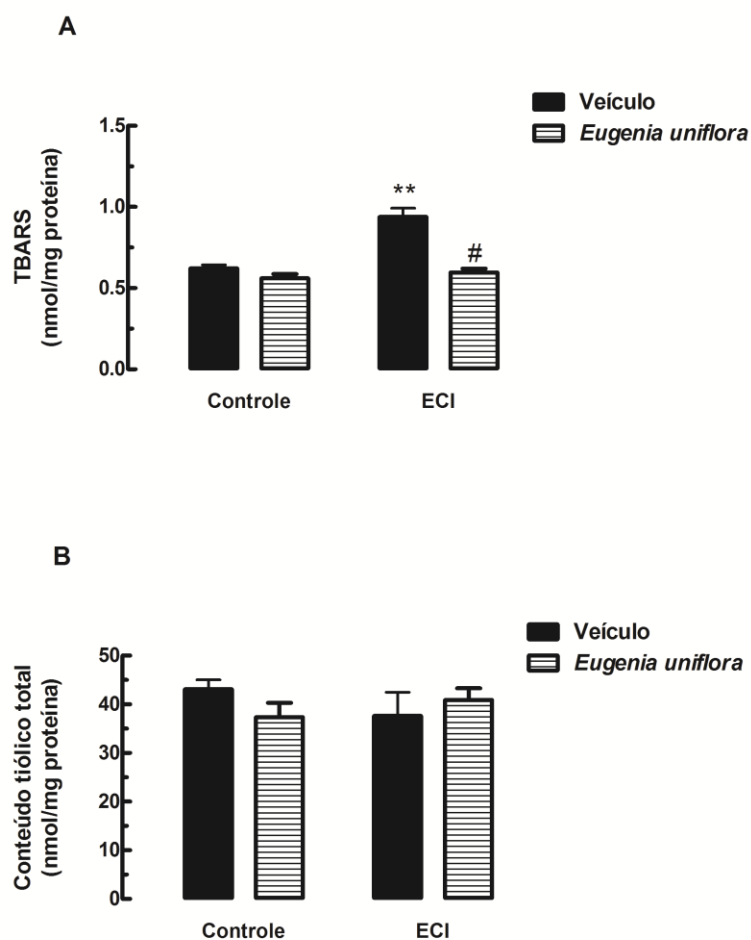 A
Veículo
Eugenia uniflora
TBARS
(nmol/mg proteína)
1.5
1.0
0.5
0.0
**
#
Controle
ECI
B
Veículo
Eugenia uniflora
Conteúdo tiólico total
(nmol/mg proteína)
50
40
30
20
10
0
Controle
ECI